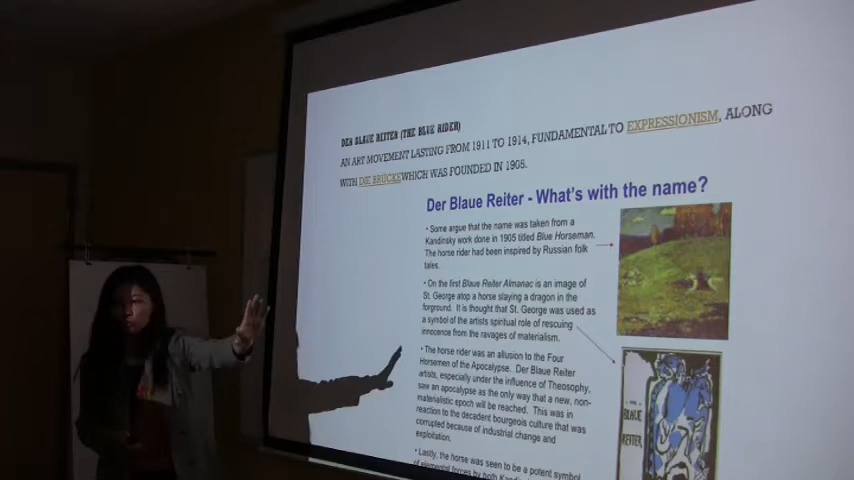 DER BLAUE REITER (THE BLUE RIDER)
AN ART MOVEMENT LASTING FROM 1911 TO 1914, FUNDAMENTAL TO EXPRESSIONISM, ALONG
WITH DIE BRÜCKE WHICH WAS FOUNDED IN 1905.
Der Blaue Reiter - What's with the name?
• Some argue that the name was taken from a
Kandinsky work done in 1905 titled Blue Horseman.
The horse rider had been inspired by Russian folk
tales.
• On the first Blaue Reiter Almanac is an image of
St. George atop a horse slaying a dragon in the
forground. It is thought that St. George was used as
a symbol of the artists spiritual role of rescuing
innocence from the ravages of materialism.
• The horse rider was an allusion to the Four
Horsemen of the Apocalypse. Der Blaue Reiter
artists, especially under the influence of Theosophy,
saw an apocalypse as the only way that a new, non-
materialistic epoch will be reached. This was in
reaction to the decadent bourgeois culture that was
corrupted because of industrial change and
exploitation.
• Lastly, the horse was seen to be a potent symbol
of elemental forces by both
BLAUE
REITER